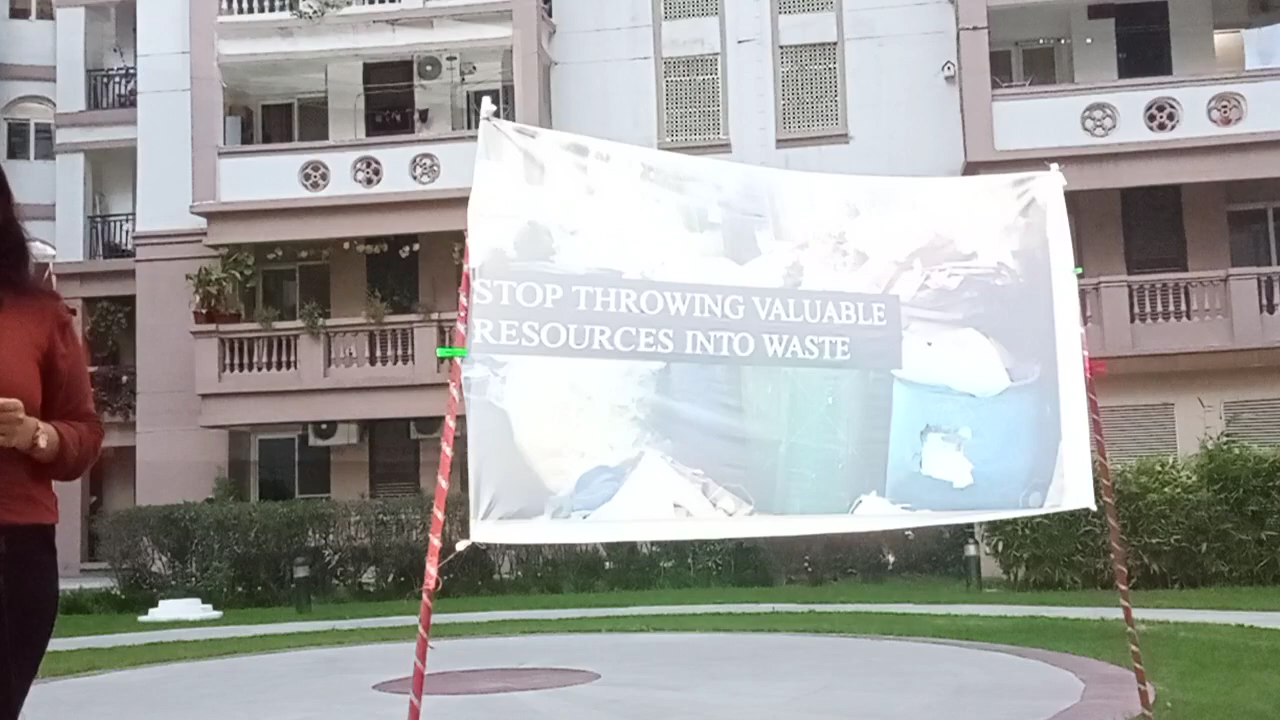 STOP THROWING VALUABLE
RESOURCES INTO WASTE